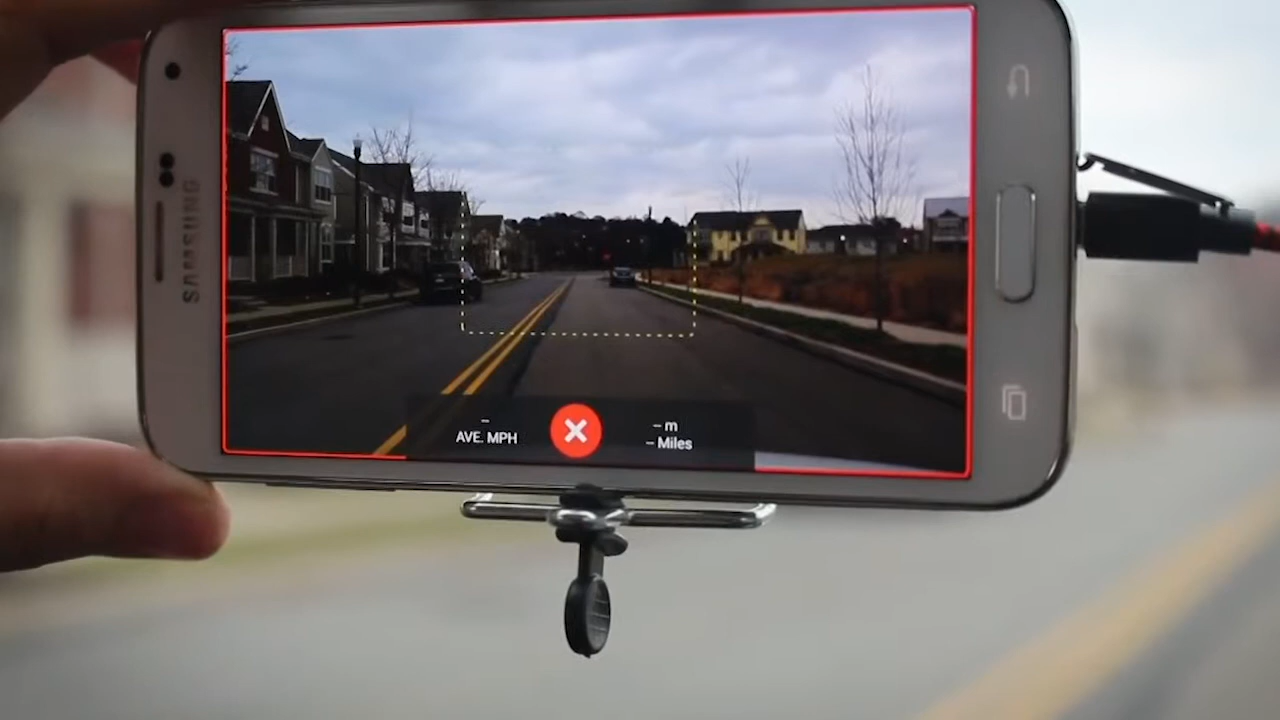 SAMSUNG
--
AVE. MPH
-- m
-- Miles